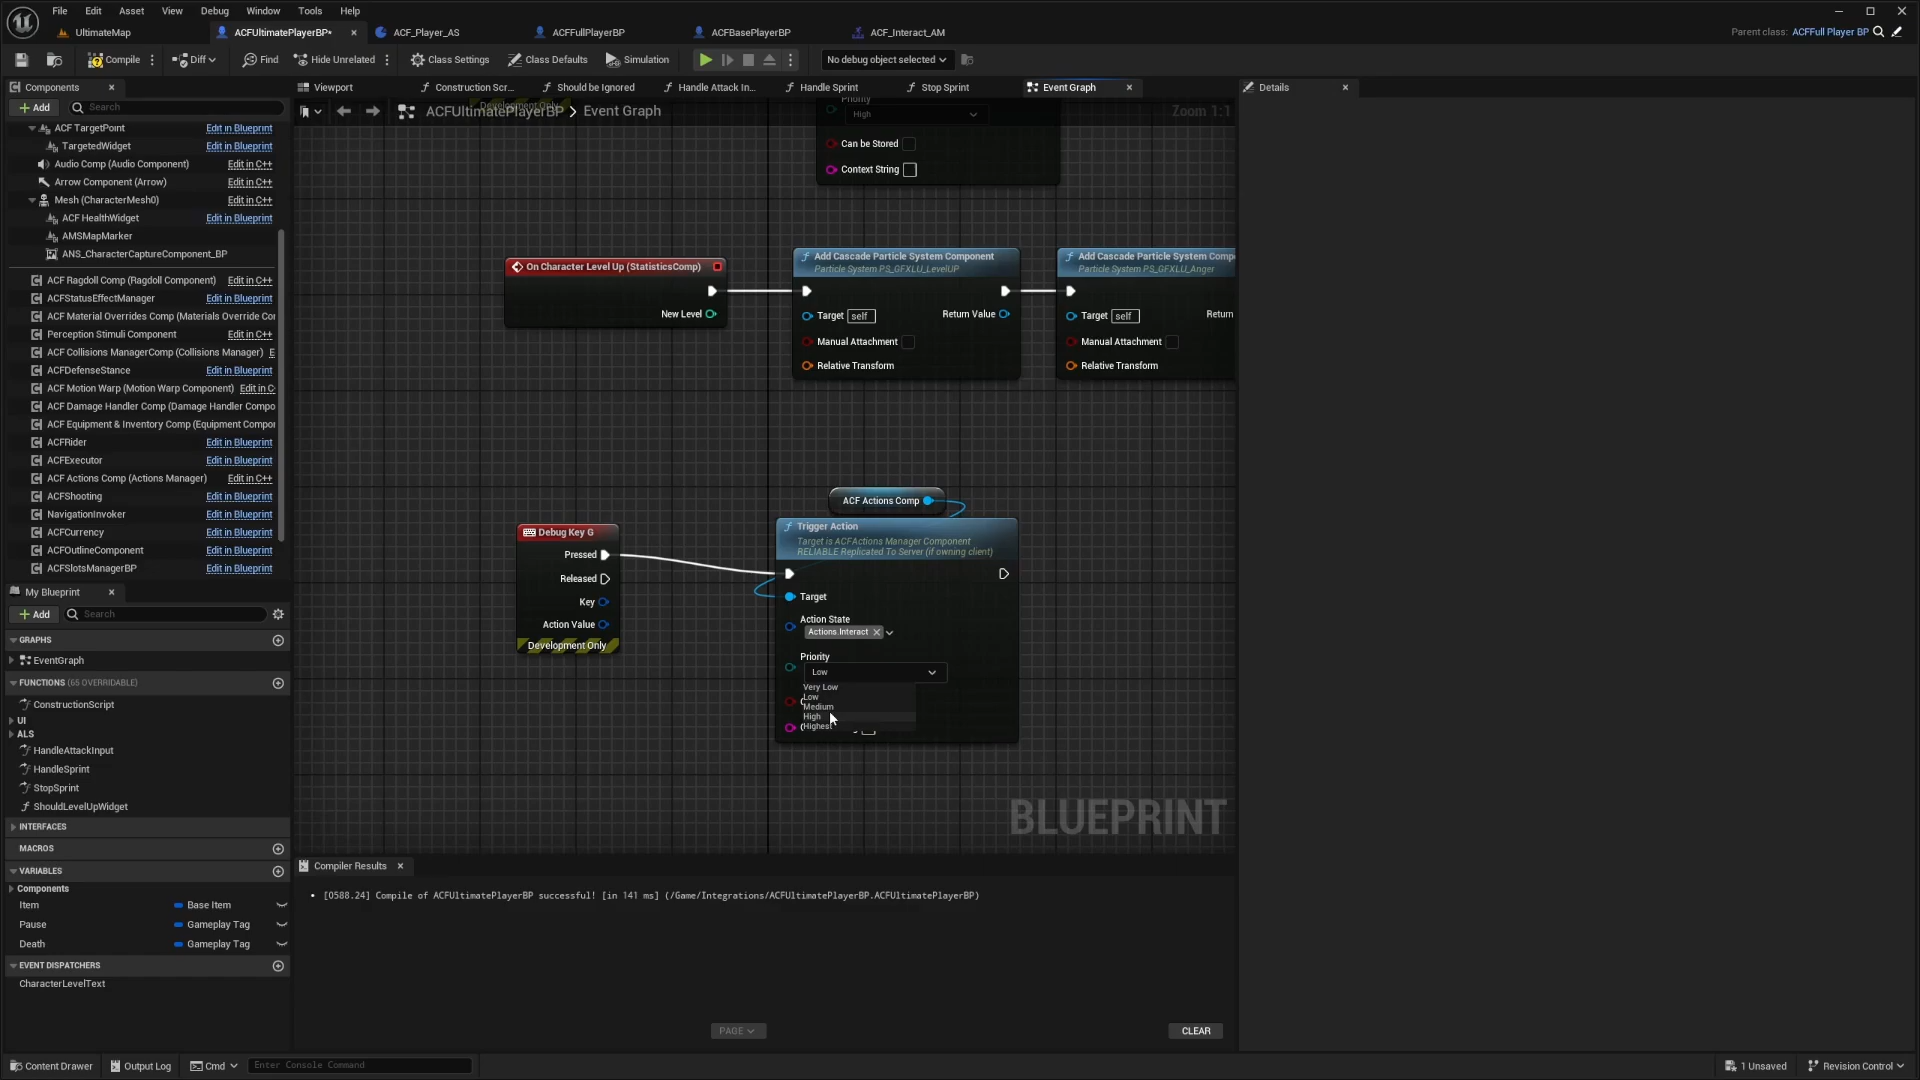 File Edit Asset View Debug Window Tools Help
UltimateMap ACFUltimatePlayerBP• ACF_Player_AS ACFFullPlayerBP ACFBasePlayerBP ACF_Interact_AM Parent class: ACFFull Player BP
Compile Diff Find Hide Unrelated Class Settings Class Defaults Simulation No debug object selected
Components
Add Search
ACF TargetPoint Edit in Blueprint
TargetedWidget Edit in Blueprint
Audio Comp (Audio Component) Edit in C++
Arrow Component (Arrow) Edit in C++
Mesh (CharacterMesh0) Edit in C++
ACF HealthWidget Edit in Blueprint
AMSMapMarker
ANS_CharacterCaptureComponent_BP
ACF Ragdoll Comp (Ragdoll Component) Edit in C++
ACFStatusEffectManager Edit in Blueprint
ACF Material Overrides Comp (Materials Override Cor
Perception Stimuli Component Edit in C++
ACF Collisions ManagerComp (Collisions Manager) E
ACFDefenseStance Edit in Blueprint
ACF Motion Warp (Motion Warp Component) Edit in C
ACF Damage Handler Comp (Damage Handler Compo
ACF Equipment & Inventory Comp (Equipment Compor
ACFRider Edit in Blueprint
ACFExecutor Edit in Blueprint
ACF Actions Comp (Actions Manager) Edit in C++
ACFShooting Edit in Blueprint
NavigationInvoker Edit in Blueprint
ACFCurrency Edit in Blueprint
ACFOutlineComponent Edit in Blueprint
ACFSlotsManagerBP Edit in Blueprint
My Blueprint
Add Search
GRAPHS
EventGraph
FUNCTIONS (65 OVERRIDABLE)
ConstructionScript
UI
ALS
HandleAttackInput
HandleSprint
StopSprint
ShouldLevelUpWidget
INTERFACES
MACROS
VARIABLES
Components
Item Base Item
Pause Gameplay Tag
Death Gameplay Tag
EVENT DISPATCHERS
CharacterLevelText
Viewport Construction Scr... Should be Ignored Handle Attack In... Handle Sprint Stop Sprint Event Graph
Development Only
ACFUltimatePlayerBP > Event Graph Zoom 1:1
Priority
High
Can be Stored
Context String
On Character Level Up (StatisticsComp)
New Level
Add Cascade Particle System Component
Particle System PS_GFXLU_LevelUP
Target self Return Value
Manual Attachment
Relative Transform
Add Cascade Particle System Compo
Particle System PS_GFXLU_Anger
Target self Return
Manual Attachment
Relative Transform
Debug Key G
Pressed
Released
Key
Action Value
Development Only
ACF Actions Comp
Trigger Action
Target is ACFActions Manager Component
RELIABLE Replicated To Server (if owning client)
Target
Action State
Actions.Interact
Priority
Low
Very Low
Low
Medium
High
Highest
BLUEPRINT
Compiler Results
• [0588.24] Compile of ACFUltimatePlayerBP successful! [in 141 ms] (/Game/Integrations/ACFUltimatePlayerBP.ACFUltimatePlayerBP)
PAGE CLEAR
Details
Content Drawer Output Log Cmd Enter Console Command 1 Unsaved Revision Control